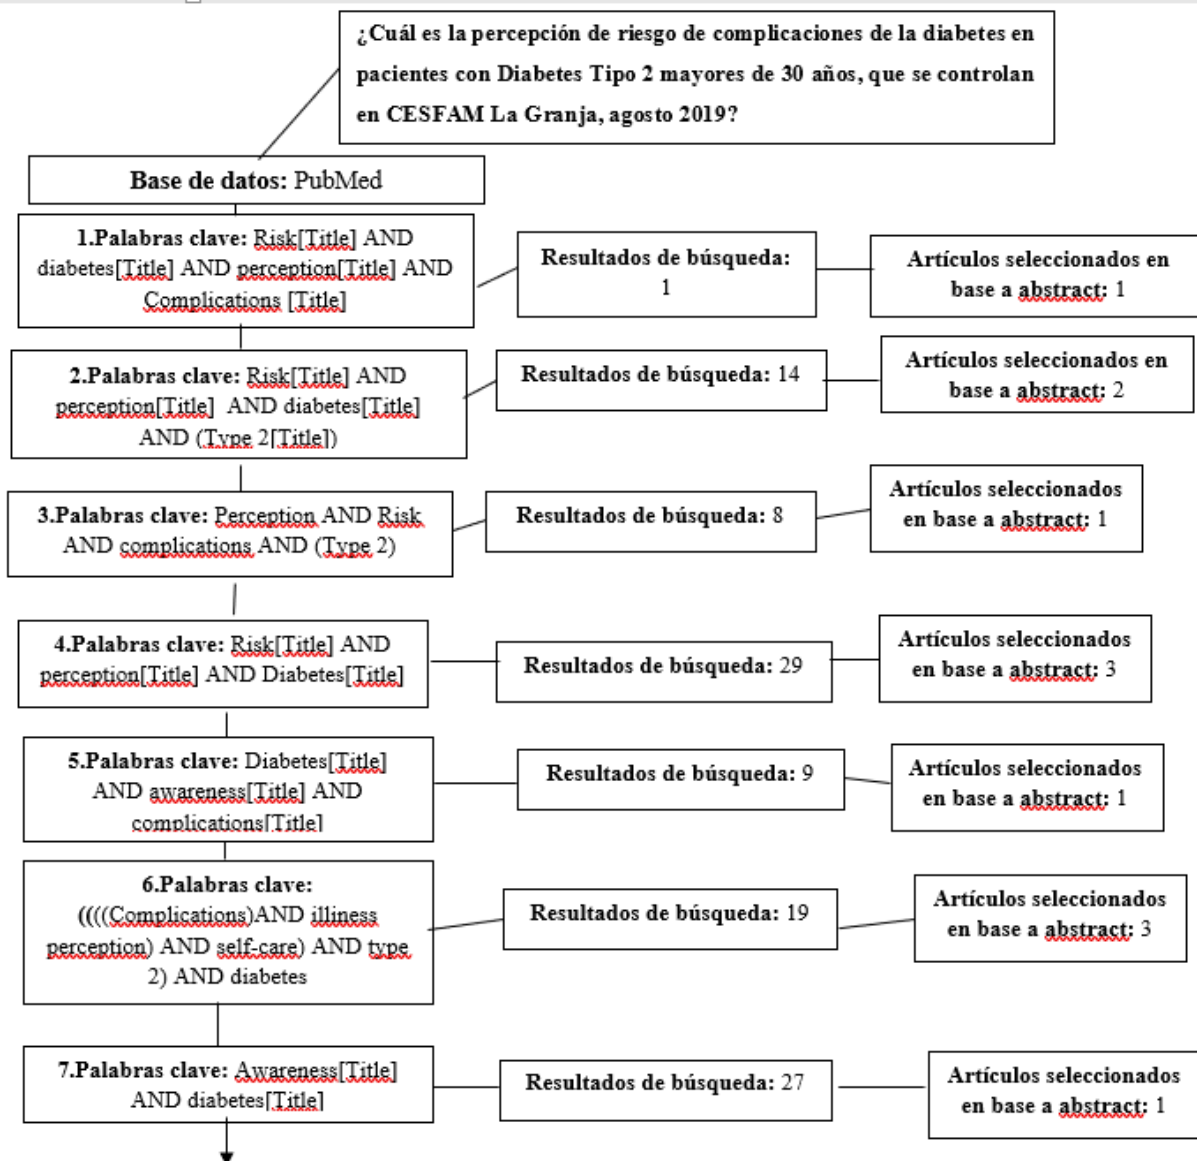 ¿Cuál es la percepción de riesgo de complicaciones de la diabetes en
pacientes con Diabetes Tipo 2 mayores de 30 años, que se controlan
en CESFAM La Granja, agosto 2019?
Base de datos: PubMed
1.Palabras clave: Risk[Title] AND
diabetes[Title] AND perception[Title] AND
Complications [Title]
Resultados de búsqueda:
1
Artículos seleccionados en
base a abstract: 1
2.Palabras clave: Risk[Title] AND
perception[Title] AND diabetes[Title]
AND (Type 2[Title])
Resultados de búsqueda: 14
Artículos seleccionados en
base a abstract: 2
3.Palabras clave: Perception AND Risk
AND complications AND (Type 2)
Resultados de búsqueda: 8
Artículos seleccionados
en base a abstract: 1
4.Palabras clave: Risk[Title] AND
perception[Title] AND Diabetes[Title]
Resultados de búsqueda: 29
Artículos seleccionados
en base a abstract: 3
5.Palabras clave: Diabetes[Title]
AND awareness[Title] AND
complications[Title]
Resultados de búsqueda: 9
Artículos seleccionados
en base a abstract: 1
6.Palabras clave:
((((Complications)AND illiness
perception) AND self-care) AND type
2) AND diabetes
Resultados de búsqueda: 19
Artículos seleccionados
en base a abstract: 3
7.Palabras clave: Awareness[Title]
AND diabetes[Title]
Resultados de búsqueda: 27
Artículos seleccionados
en base a abstract: 1